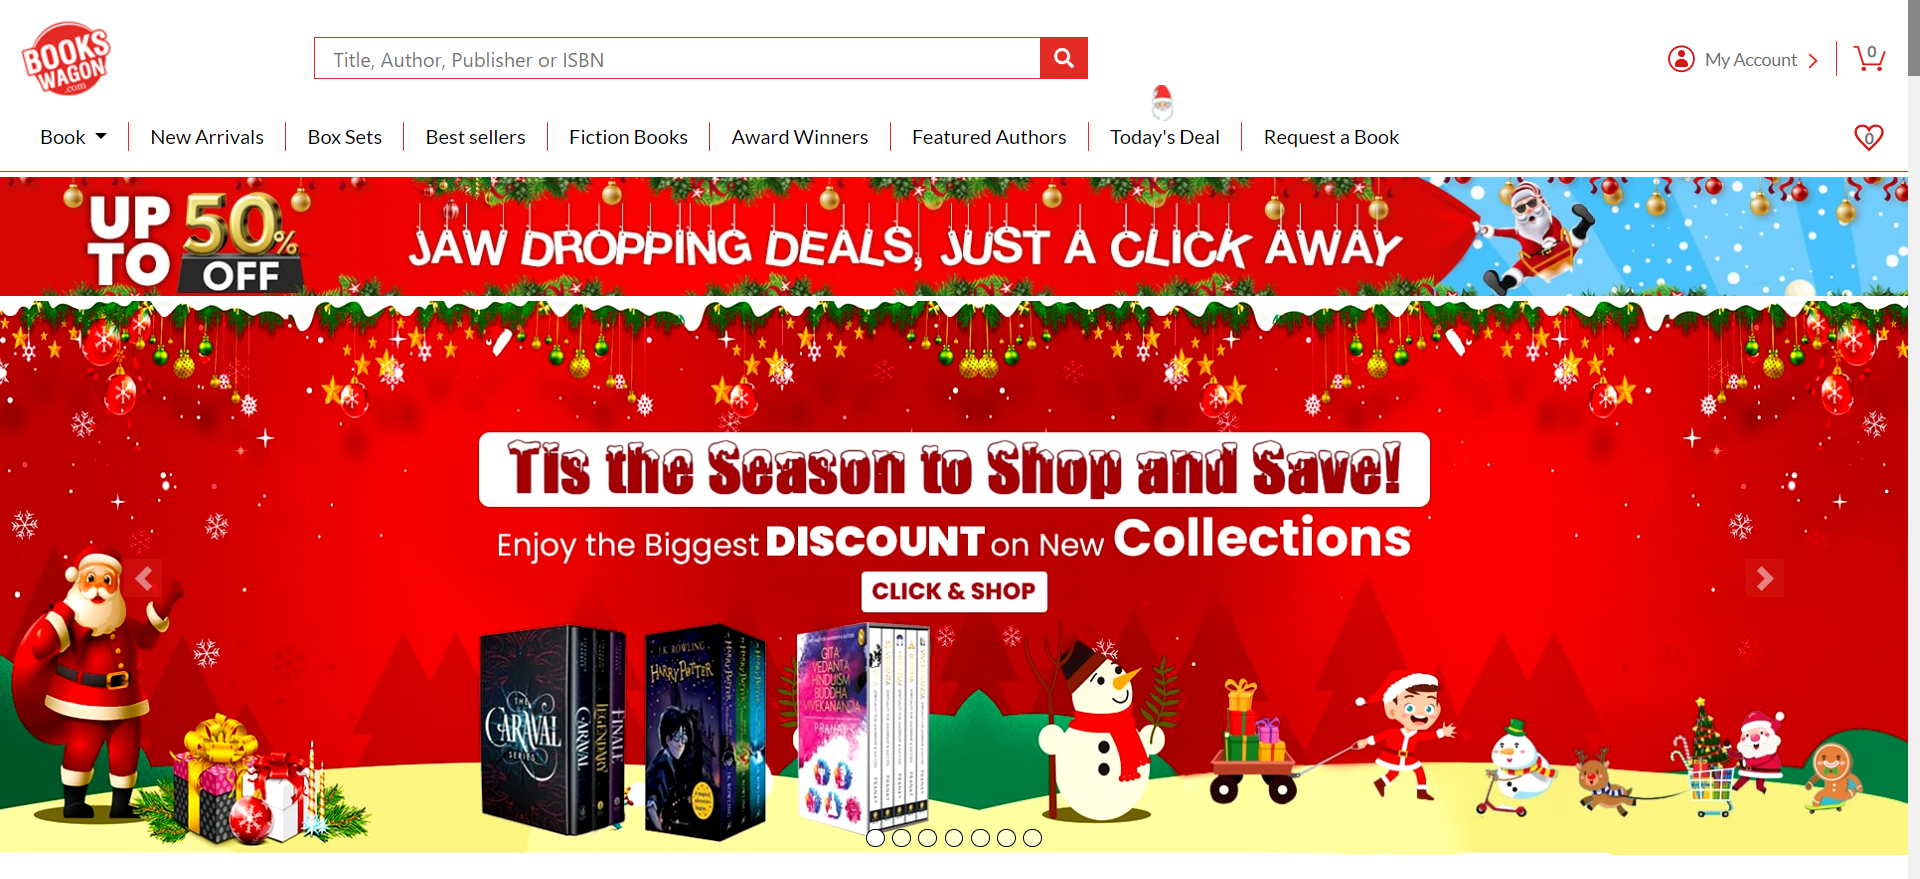 BOOKS
WAGON
.com
Title, Author, Publisher or ISBN
My Account
0
Book
New Arrivals
Box Sets
Best sellers
Fiction Books
Award Winners
Featured Authors
Today's Deal
Request a Book
0
UP TO 50% OFF
JAW DROPPING DEALS, JUST A CLICK AWAY
Tis the Season to Shop and Save!
Enjoy the Biggest DISCOUNT on New Collections
CLICK & SHOP
THE
CARAVAL
SERIES
CARAVAL
LEGENDARY
FINALE
J.K. ROWLING
HARRY POTTER
GITA
VEDANTA
HINDUISM
BUDDHA
VIVEKANANDA
PRANAY